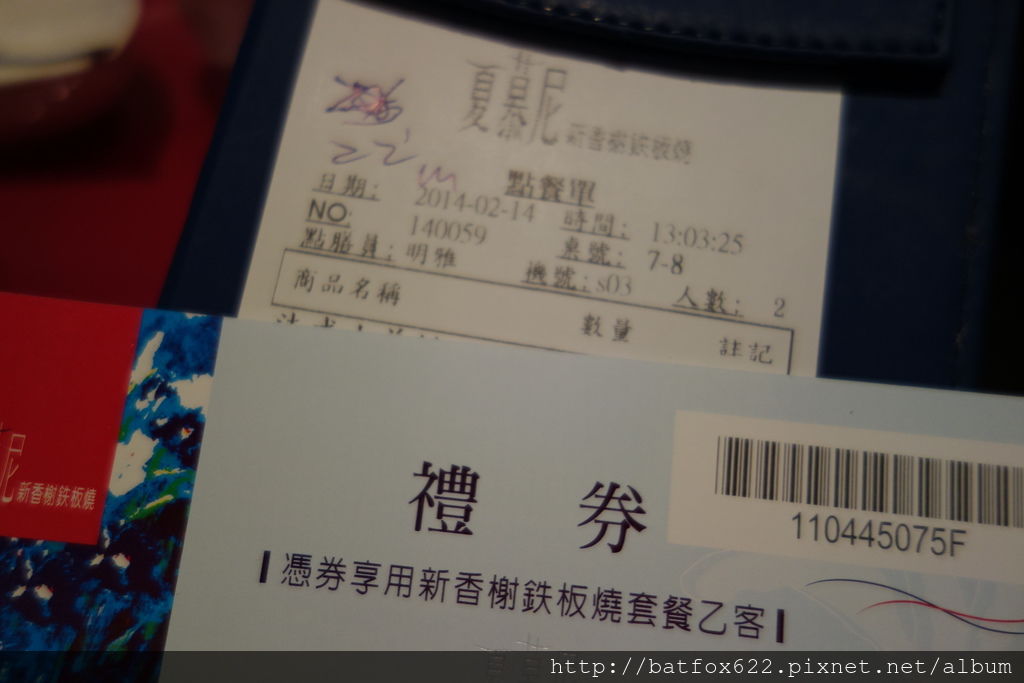 夏慕尼
新香榭鉄板燒
點餐單
日期: 2014-02-14 時間: 13:03:25
NO: 140059 桌號: 7-8
點膳員: 明雅 機號: s03 人數: 2
商品名稱 數量 註記
尼
新香榭鉄板燒
禮券
110445075F
憑券享用新香榭鉄板燒套餐乙客
http://batfox622.pixnet.net/album